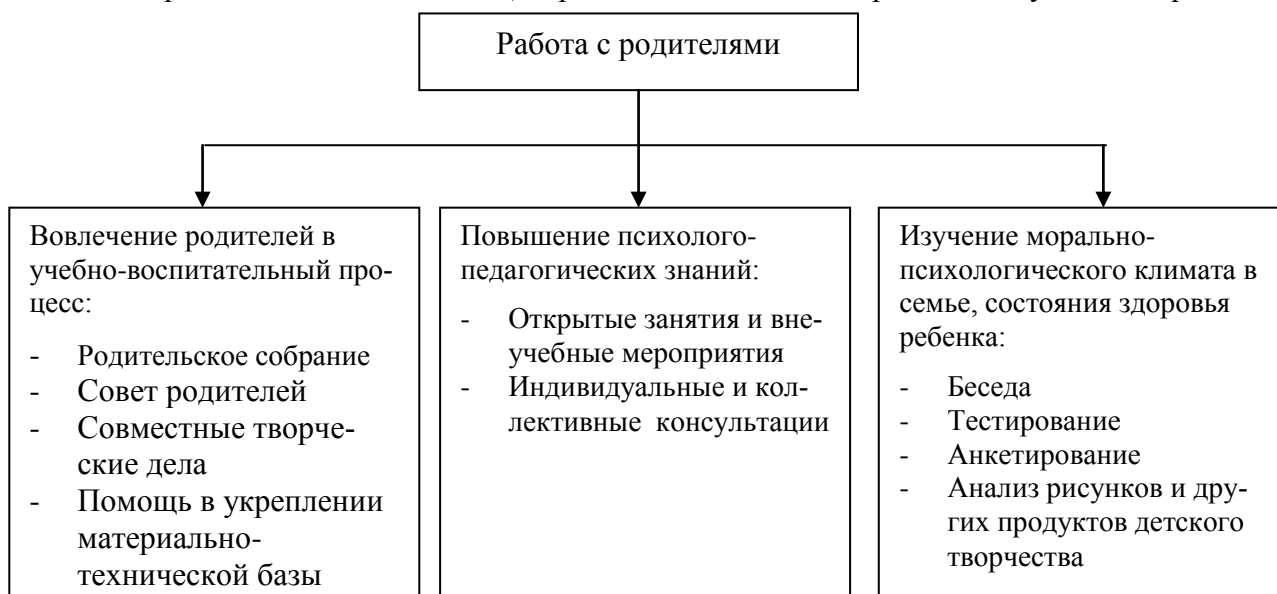 Работа с родителями
Вовлечение родителей в
учебно-воспитательный про-
цесс:
- Родительское собрание
- Совет родителей
- Совместные творче-
ские дела
- Помощь в укреплении
материально-
технической базы
Повышение психолого-
педагогических знаний:
- Открытые занятия и вне-
учебные мероприятия
- Индивидуальные и кол-
лективные консультации
Изучение морально-
психологического климата в
семье, состояния здоровья
ребенка:
- Беседа
- Тестирование
- Анкетирование
- Анализ рисунков и дру-
гих продуктов детского
творчества